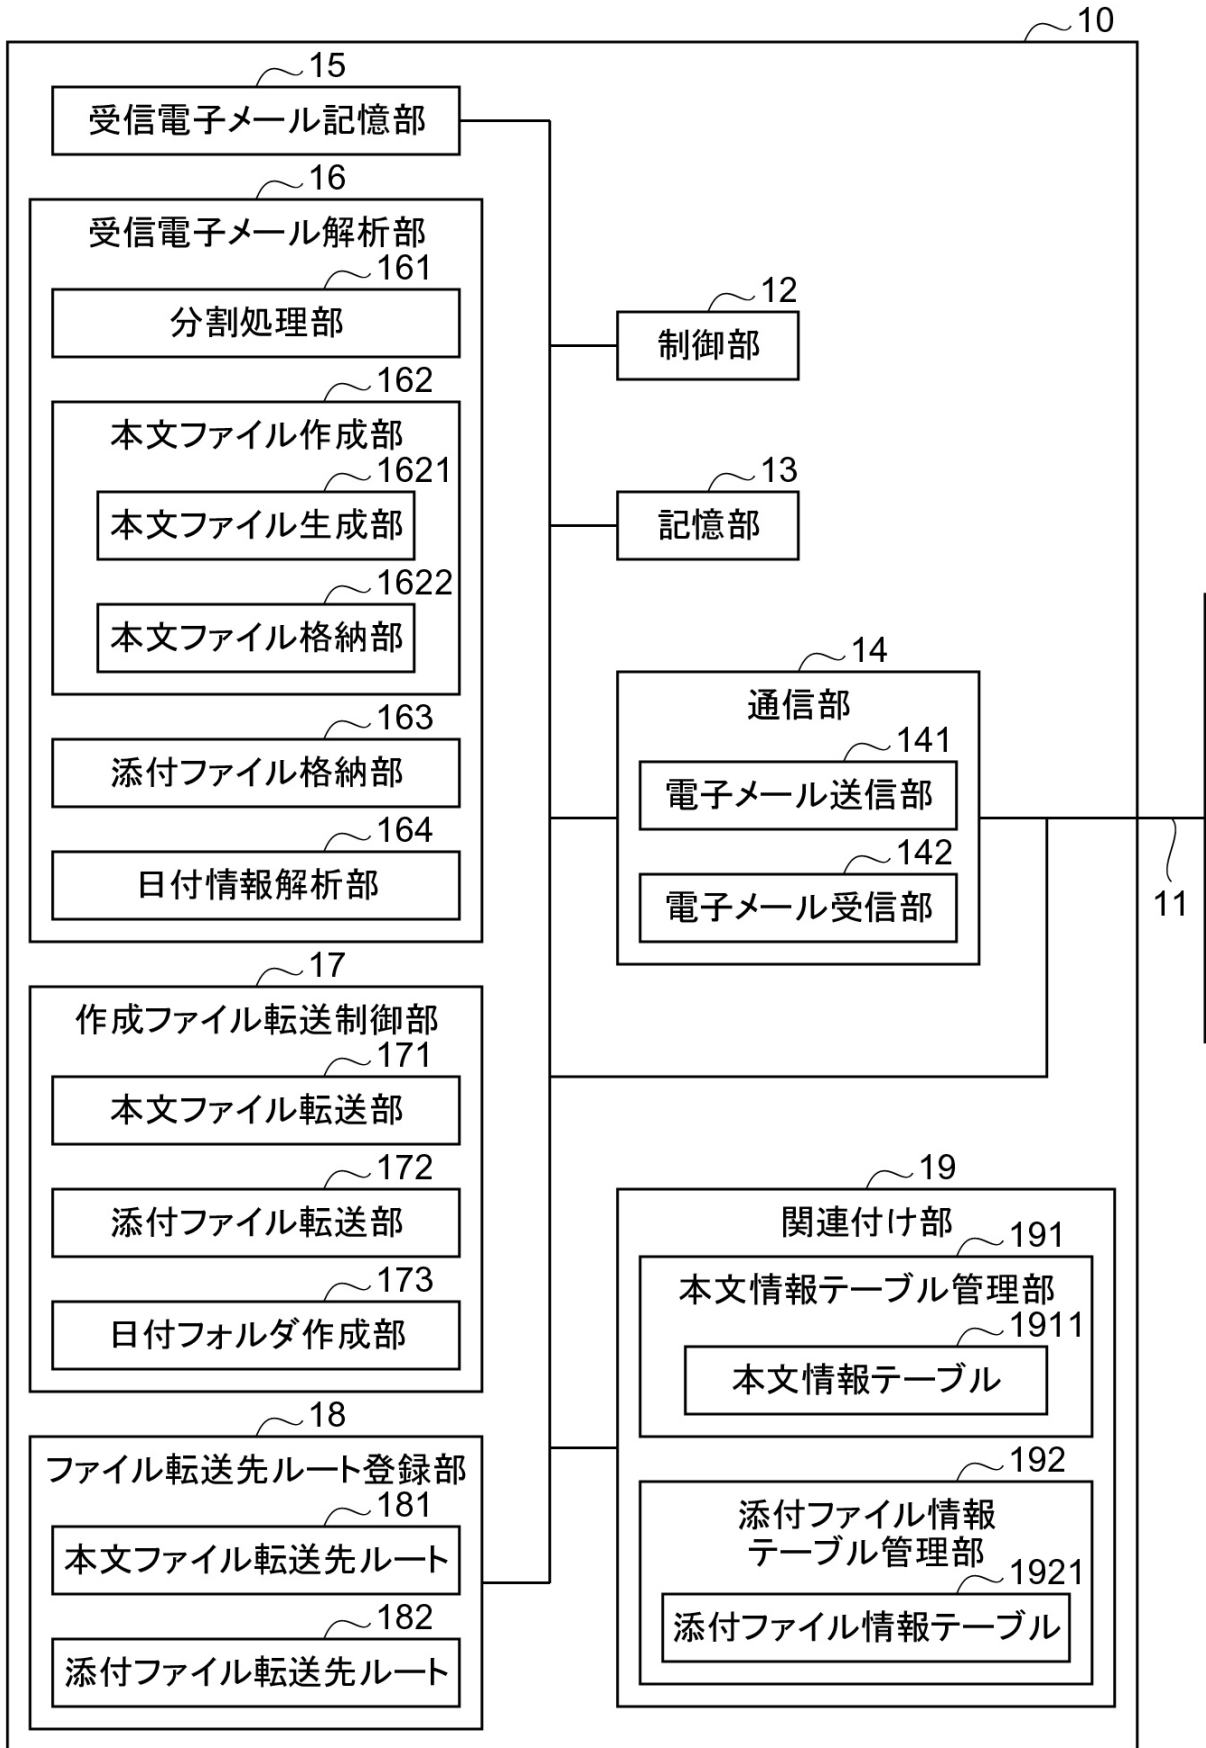 10
15
受信電子メール記憶部
16
受信電子メール解析部
161
分割処理部
162
本文ファイル作成部
1621
本文ファイル生成部
1622
本文ファイル格納部
163
添付ファイル格納部
164
日付情報解析部
17
作成ファイル転送制御部
171
本文ファイル転送部
172
添付ファイル転送部
173
日付フォルダ作成部
18
ファイル転送先ルート登録部
181
本文ファイル転送先ルート
182
添付ファイル転送先ルート
12
制御部
13
記憶部
14
通信部
141
電子メール送信部
142
電子メール受信部
11
19
関連付け部
191
本文情報テーブル管理部
1911
本文情報テーブル
192
添付ファイル情報
テーブル管理部
1921
添付ファイル情報テーブル